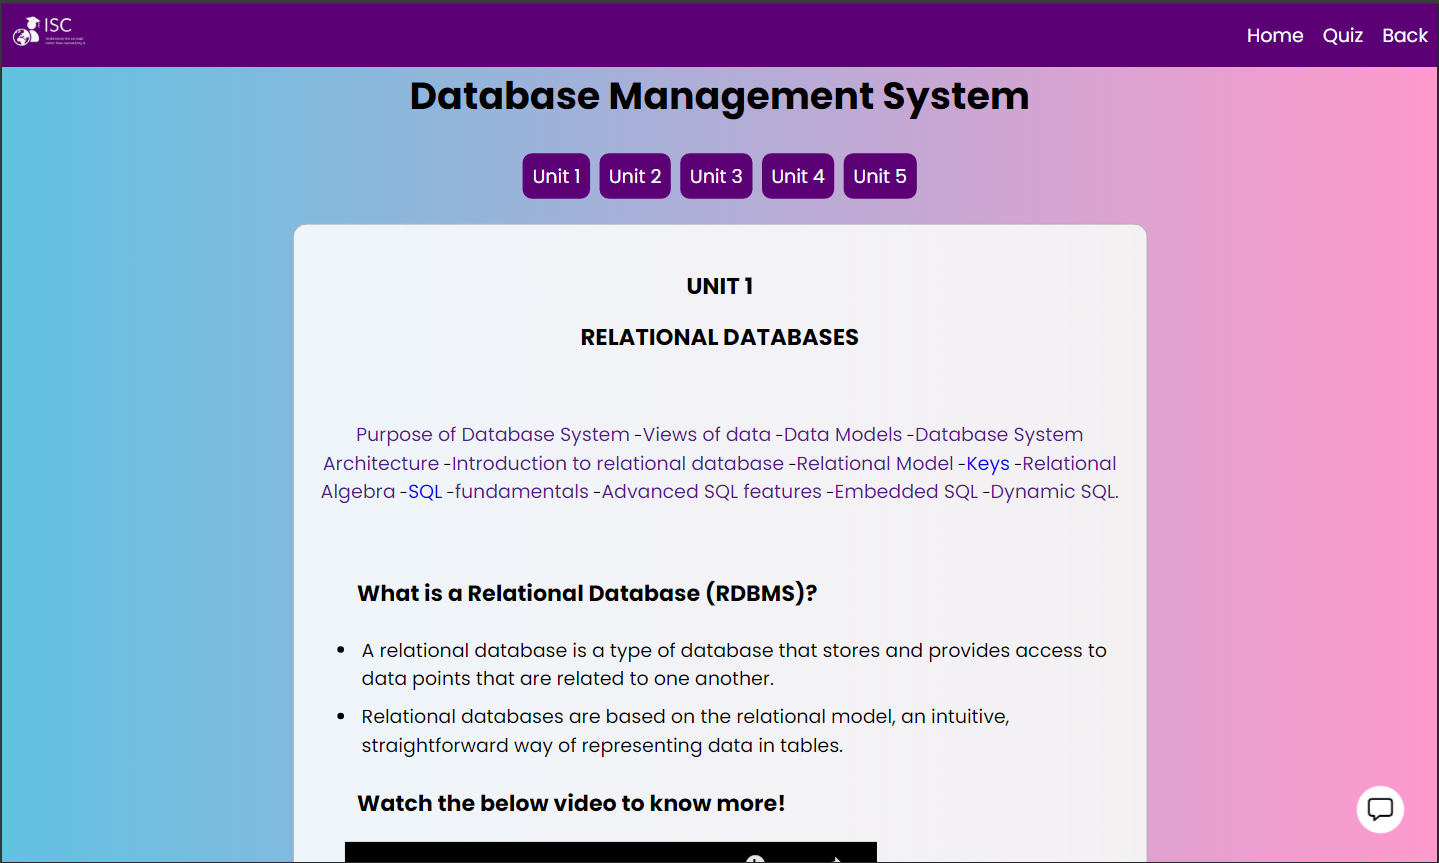 ISC
Home Quiz Back
Database Management System
Unit 1 Unit 2 Unit 3 Unit 4 Unit 5
UNIT 1
RELATIONAL DATABASES
Purpose of Database System -Views of data -Data Models -Database System
Architecture -Introduction to relational database -Relational Model -Keys -Relational
Algebra -SQL -fundamentals -Advanced SQL features -Embedded SQL -Dynamic SQL.
What is a Relational Database (RDBMS)?
• A relational database is a type of database that stores and provides access to
data points that are related to one another.
• Relational databases are based on the relational model, an intuitive,
straightforward way of representing data in tables.
Watch the below video to know more!